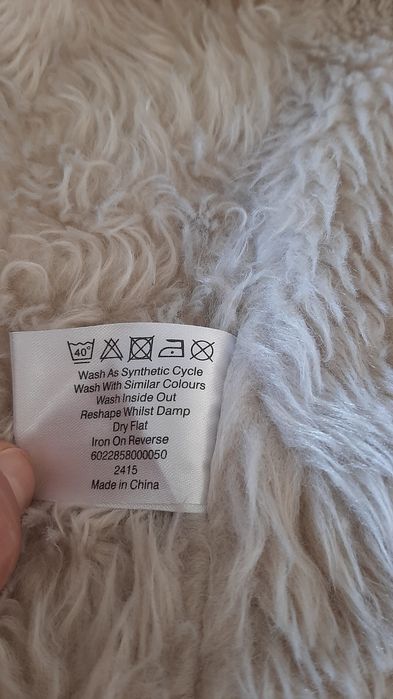 40°
Wash As Synthetic Cycle
Wash With Similar Colours
Wash Inside Out
Reshape Whilst Damp
Dry Flat
Iron On Reverse
6022858000050
2415
Made in China